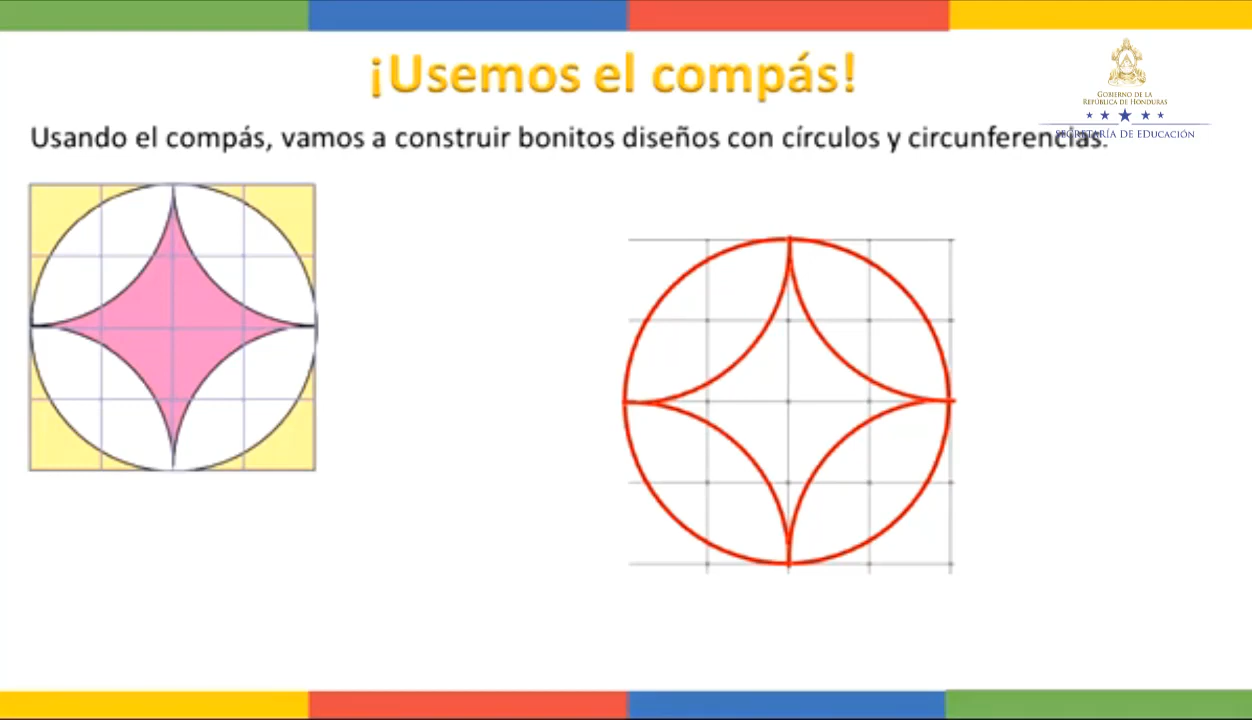 ¡Usemos el compás!
GOBIERNO DE LA
REPÚBLICA DE HONDURAS
Usando el compás, vamos a construir bonitos diseños con círculos y circunferencias.
SECRETARÍA DE EDUCACIÓN